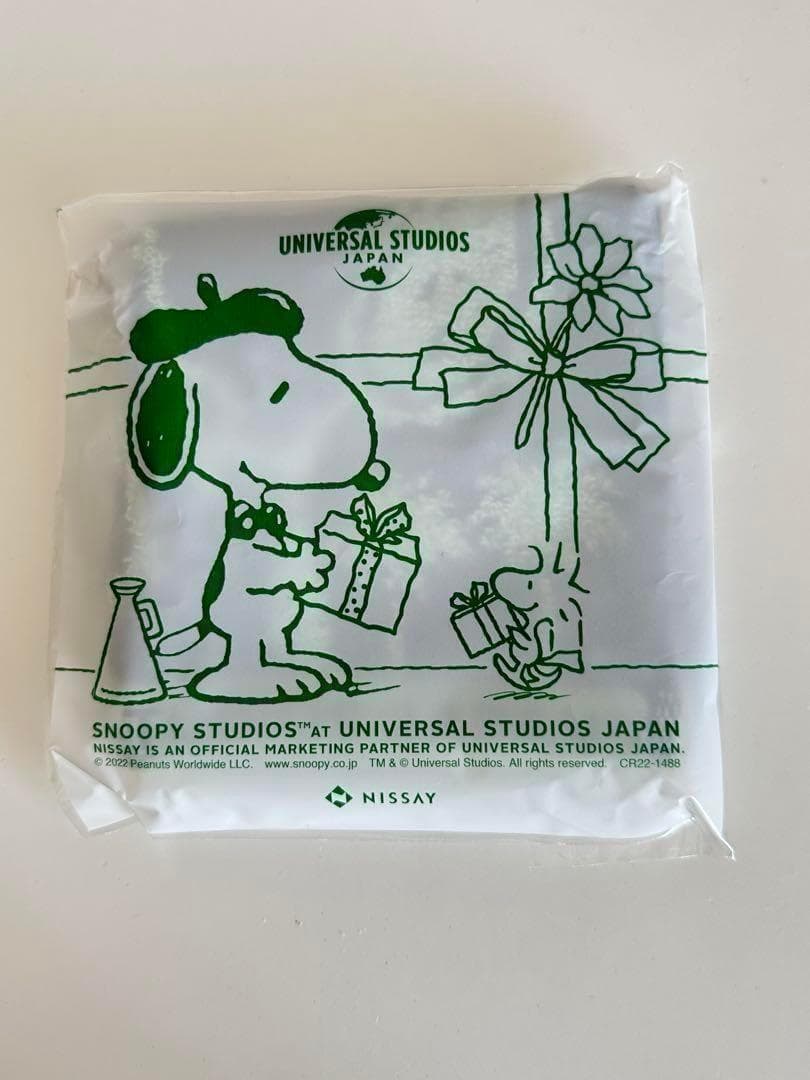 UNIVERSAL STUDIOS
JAPAN
SNOOPY STUDIOS™ AT UNIVERSAL STUDIOS JAPAN
NISSAY IS AN OFFICIAL MARKETING PARTNER OF UNIVERSAL STUDIOS JAPAN.
© 2022 Peanuts Worldwide LLC. www.snoopy.co.jp TM & © Universal Studios. All rights reserved. CR22-1488
NISSAY